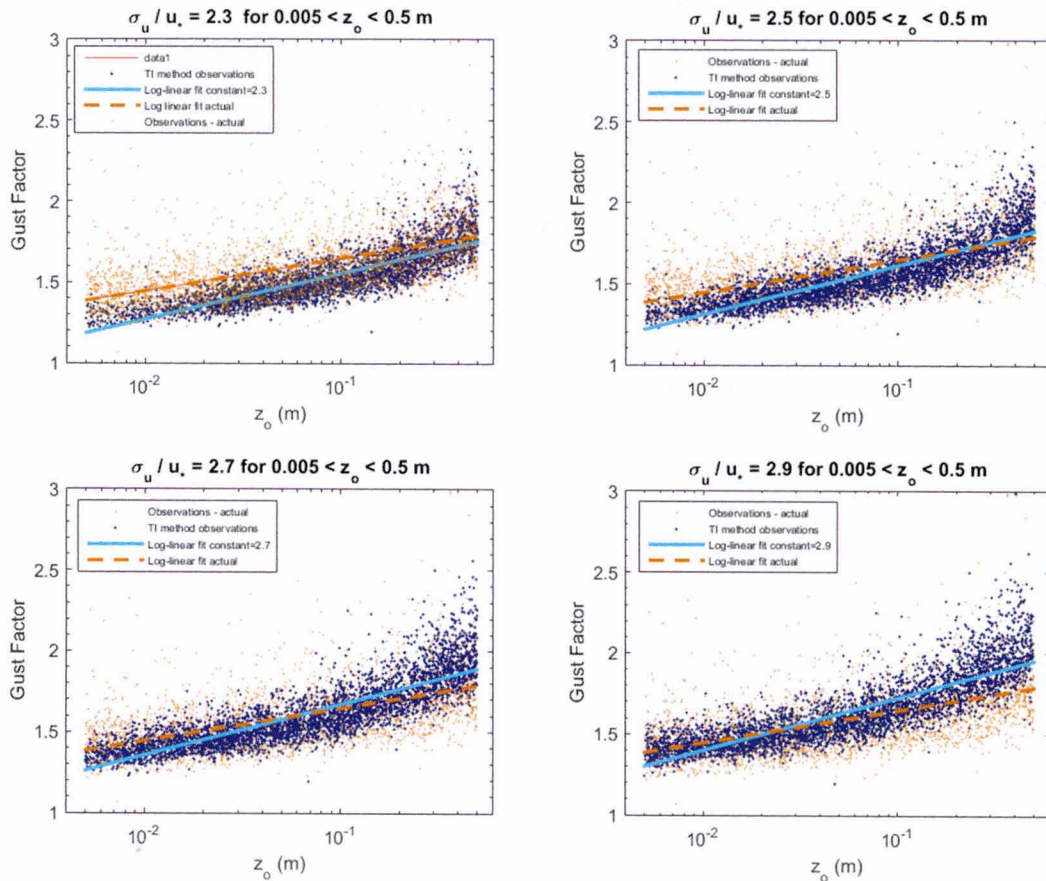 σu / u* = 2.3 for 0.005 < zo < 0.5 m
data1
TI method observations
Log-linear fit constant=2.3
Log linear fit actual
Observations - actual
3
2.5
2
1.5
1
Gust Factor
10-2
10-1
zo (m)
σu / u* = 2.5 for 0.005 < zo < 0.5 m
Observations - actual
TI method observations
Log-linear fit constant=2.5
Log-linear fit actual
3
2.5
2
1.5
1
Gust Factor
10-2
10-1
zo (m)
σu / u* = 2.7 for 0.005 < zo < 0.5 m
Observations - actual
TI method observations
Log-linear fit constant=2.7
Log-linear fit actual
3
2.5
2
1.5
1
Gust Factor
10-2
10-1
zo (m)
σu / u* = 2.9 for 0.005 < zo < 0.5 m
Observations - actual
TI method observations
Log-linear fit constant=2.9
Log-linear fit actual
3
2.5
2
1.5
1
Gust Factor
10-2
10-1
zo (m)